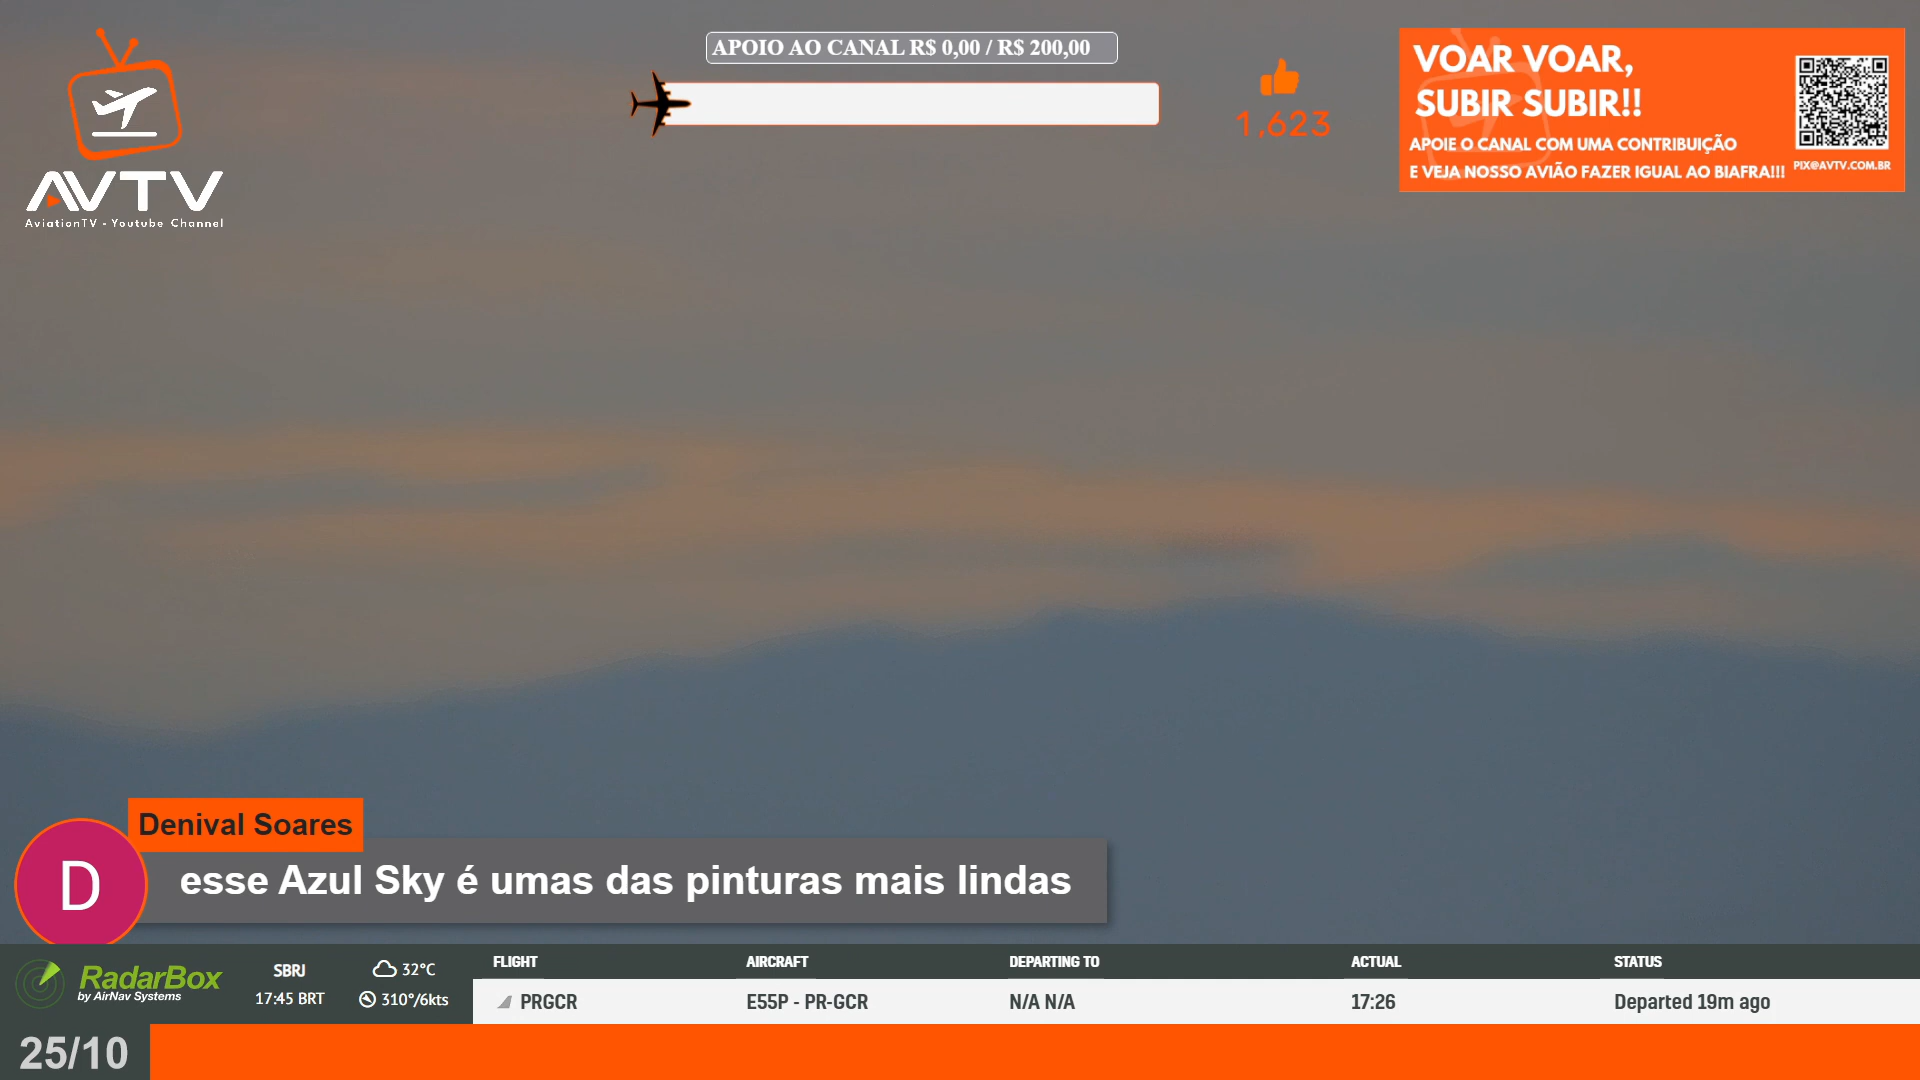 APOIO AO CANAL R$ 0,00 / R$ 200,00
1,623
VOAR VOAR,
SUBIR SUBIR!!
APOIE O CANAL COM UMA CONTRIBUIÇÃO
E VEJA NOSSO AVIÃO FAZER IGUAL AO BIAFRA!!!
PIX@AVTV.COM.BR
AVTV
AviationTV - Youtube Channel
Denival Soares
D
esse Azul Sky é umas das pinturas mais lindas
RadarBox
by AirNav Systems
SBRJ
17:45 BRT
32°C
310°/6kts
FLIGHT AIRCRAFT DEPARTING TO ACTUAL STATUS
PRGCR E55P - PR-GCR N/A N/A 17:26 Departed 19m ago
25/10